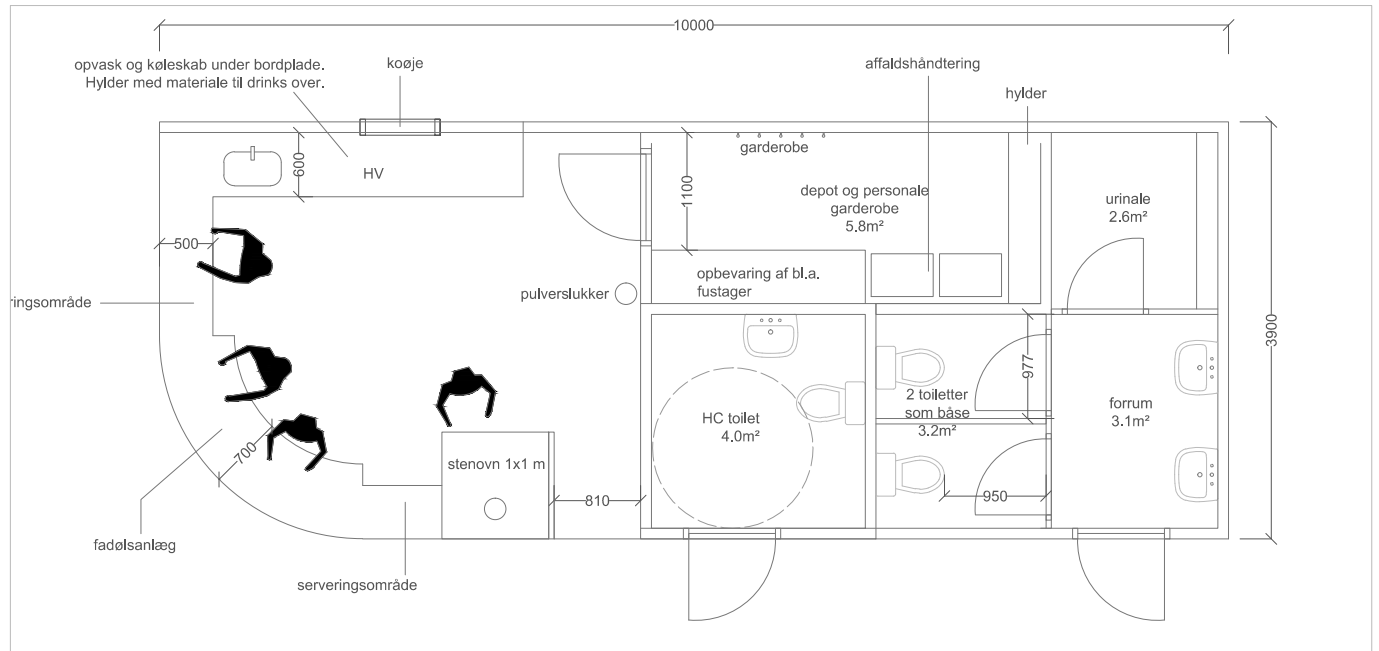 10000
opvask og køleskab under bordplade.
Hylder med materiale til drinks over.
koøje
affaldshåndtering
hylder
garderobe
600
HV
1100
depot og personale
garderobe
5.8m²
urinale
2.6m²
500
opbevaring af bl.a.
fustager
pulverslukker
ringsområde
3900
977
2 toiletter
som båse
3.2m²
HC toilet
4.0m²
forrum
3.1m²
700
stenovn 1x1 m
810
950
fadølsanlæg
serveringsområde